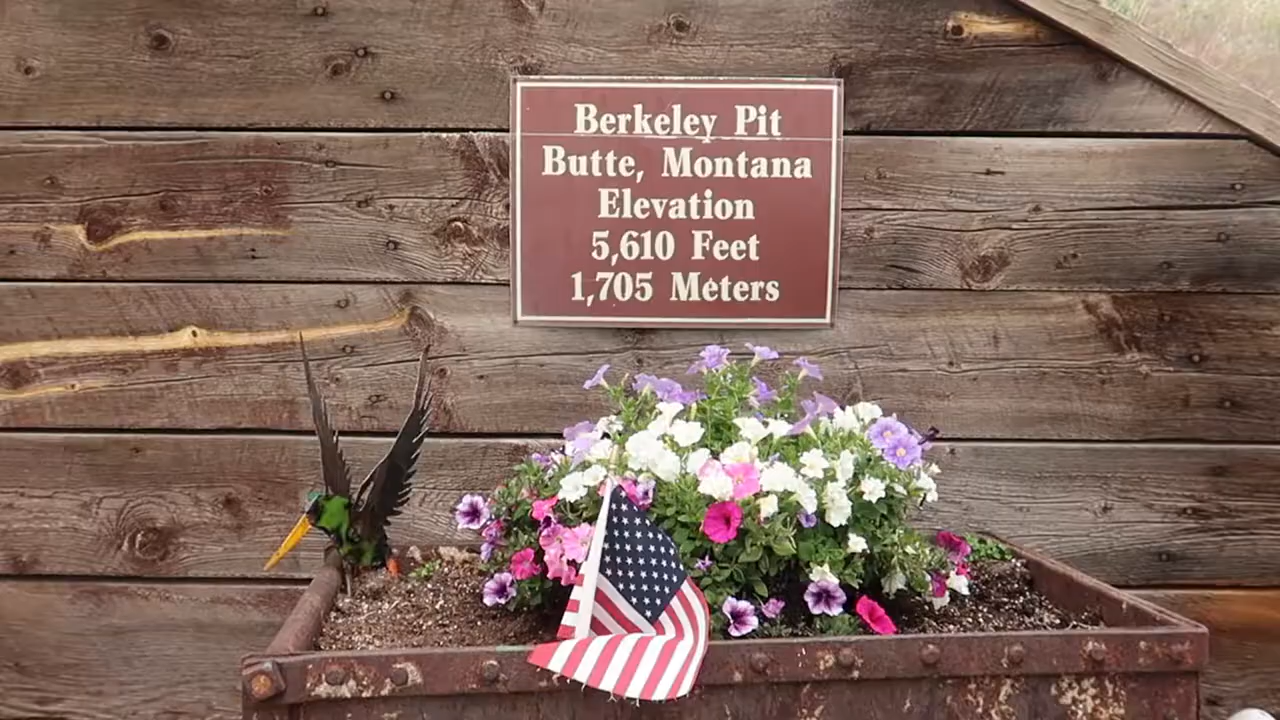 Berkeley Pit
Butte, Montana
Elevation
5,610 Feet
1,705 Meters